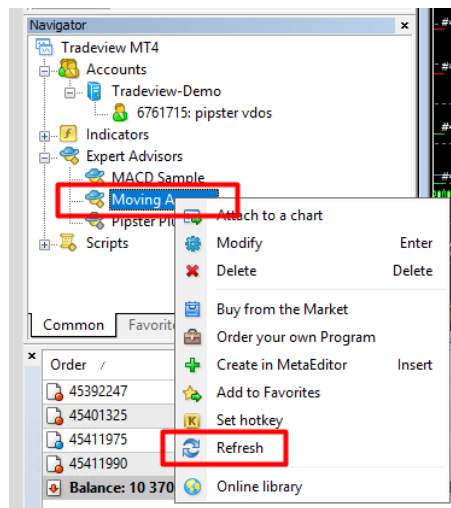 Navigator
Tradeview MT4
Accounts
Tradeview-Demo
6761715: pipster vdos
Indicators
Expert Advisors
MACD Sample
Moving A
Pipster
Scripts
Attach to a chart
Modify Enter
Delete Delete
Buy from the Market
Order your own Program
Create in MetaEditor Insert
Add to Favorites
Set hotkey
Refresh
Online library
Common Favorit
Order /
45392247
45401325
45411975
45411990
Balance: 10 370